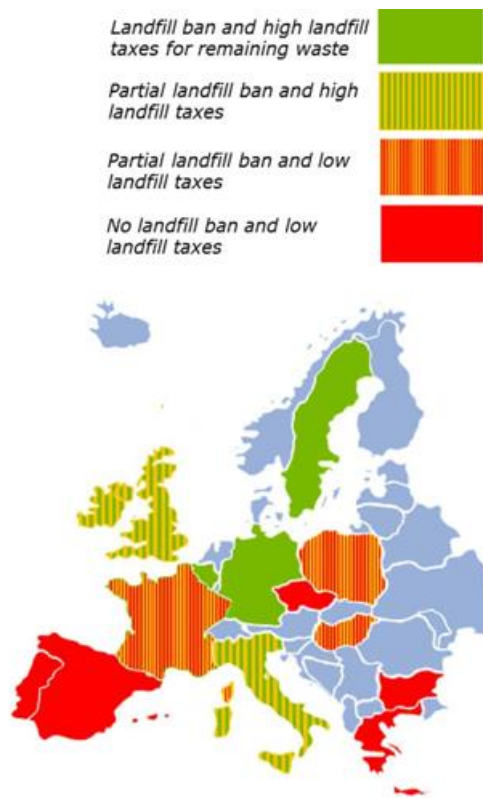 Landfill ban and high landfill
taxes for remaining waste
Partial landfill ban and high
landfill taxes
Partial landfill ban and low
landfill taxes
No landfill ban and low
landfill taxes